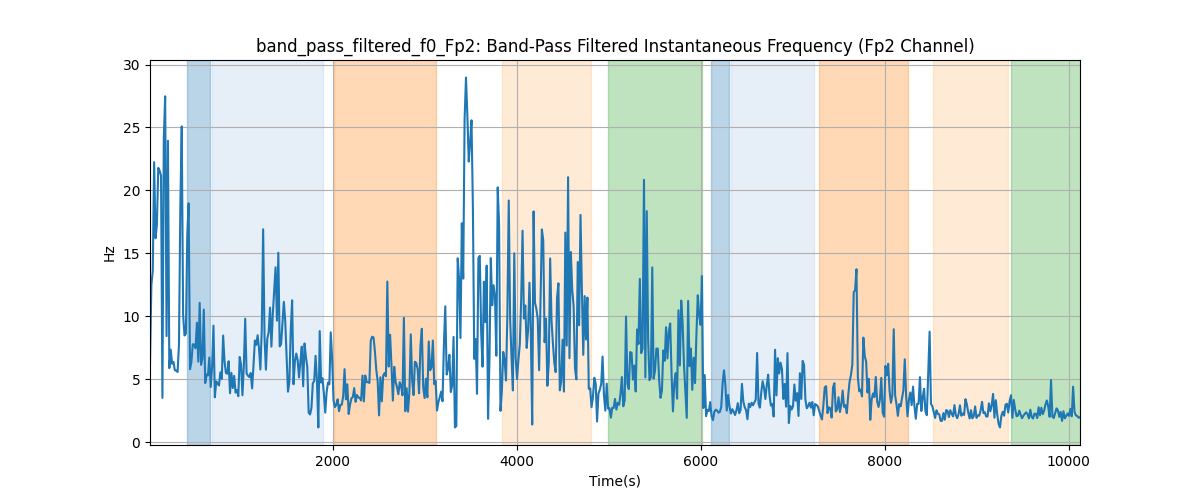 band_pass_filtered_f0_Fp2: Band-Pass Filtered Instantaneous Frequency (Fp2 Channel)
30
25
20
15
10
5
0
Hz
2000 4000 6000 8000 10000
Time(s)